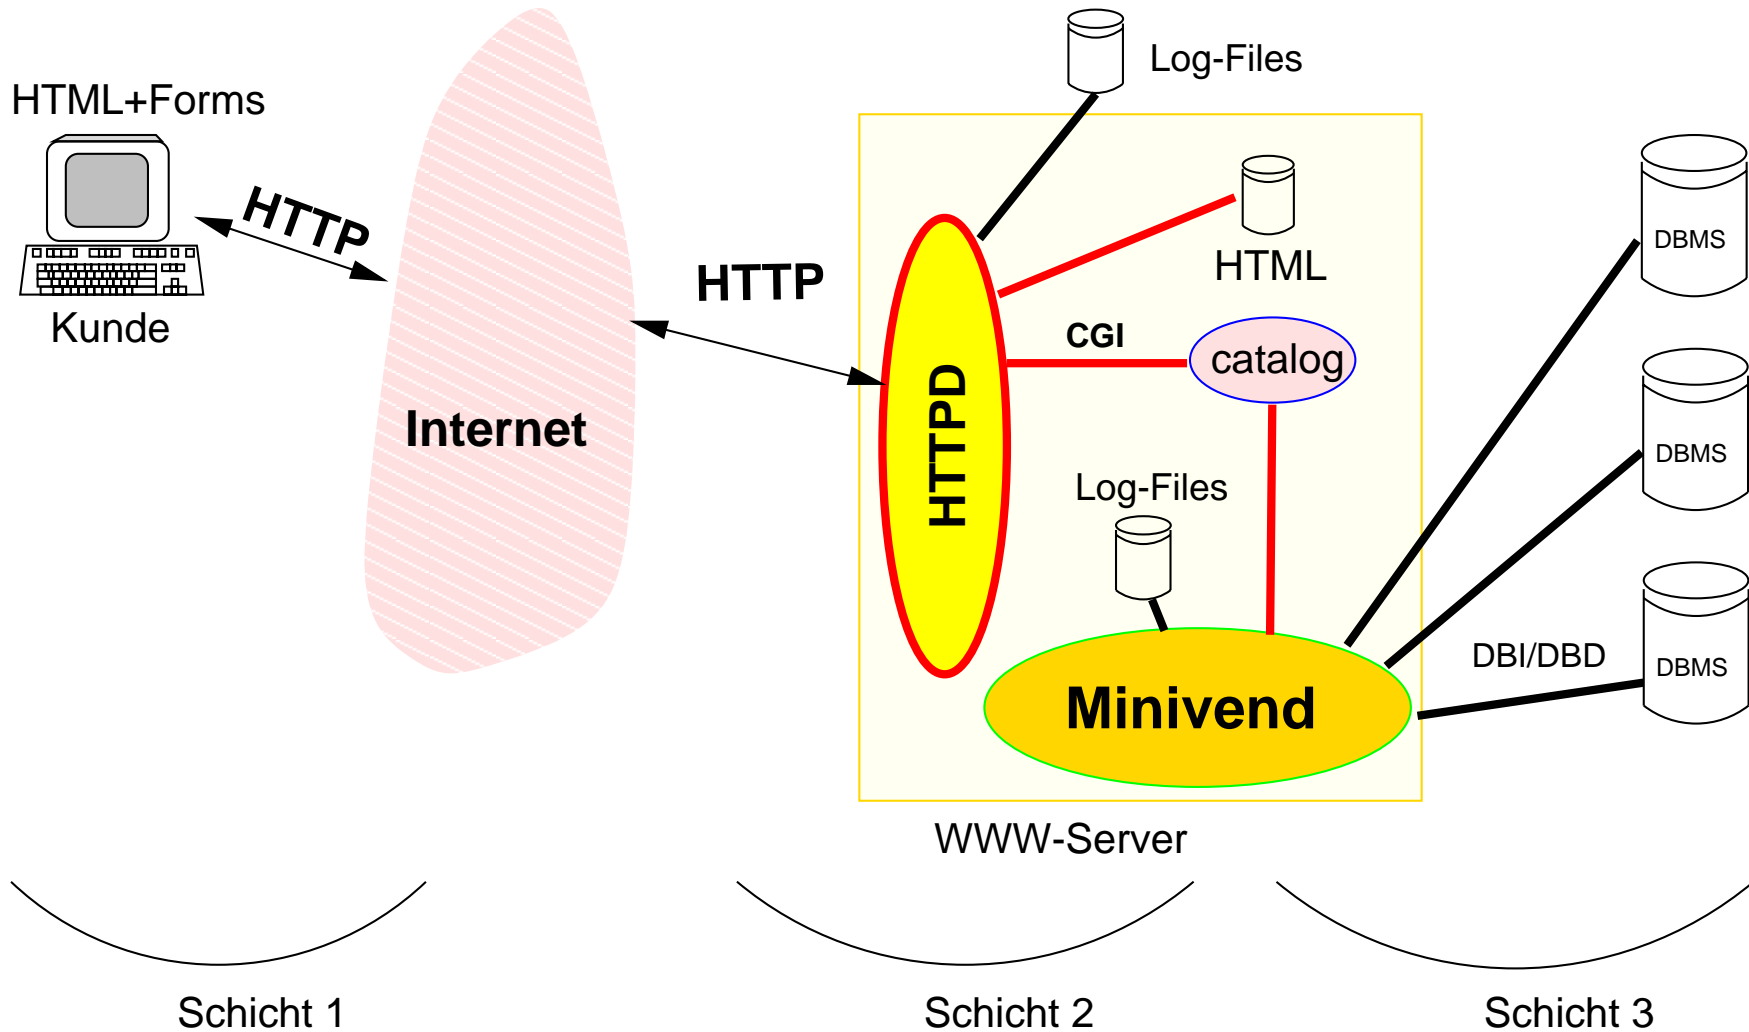 HTML+Forms
Kunde
HTTP
Internet
HTTP
Log-Files
HTML
HTTPD
CGI
catalog
Log-Files
Minivend
WWW-Server
DBMS
DBMS
DBI/DBD
DBMS
Schicht 1
Schicht 2
Schicht 3